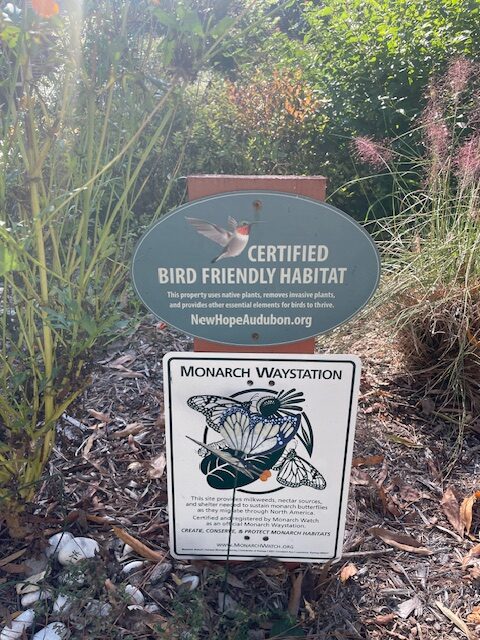 CERTIFIED
BIRD FRIENDLY HABITAT
This property uses native plants, removes invasive plants,
and provides other essential elements for birds to thrive.
NewHopeAudubon.org
MONARCH WAYSTATION
This site provides milkweeds, nectar sources,
and shelter needed to sustain monarch butterflies
as they migrate through North America.
Certified and registered by Monarch Watch
as an official Monarch Waystation.
CREATE, CONSERVE, & PROTECT MONARCH HABITATS
WWW.MONARCHWATCH.ORG